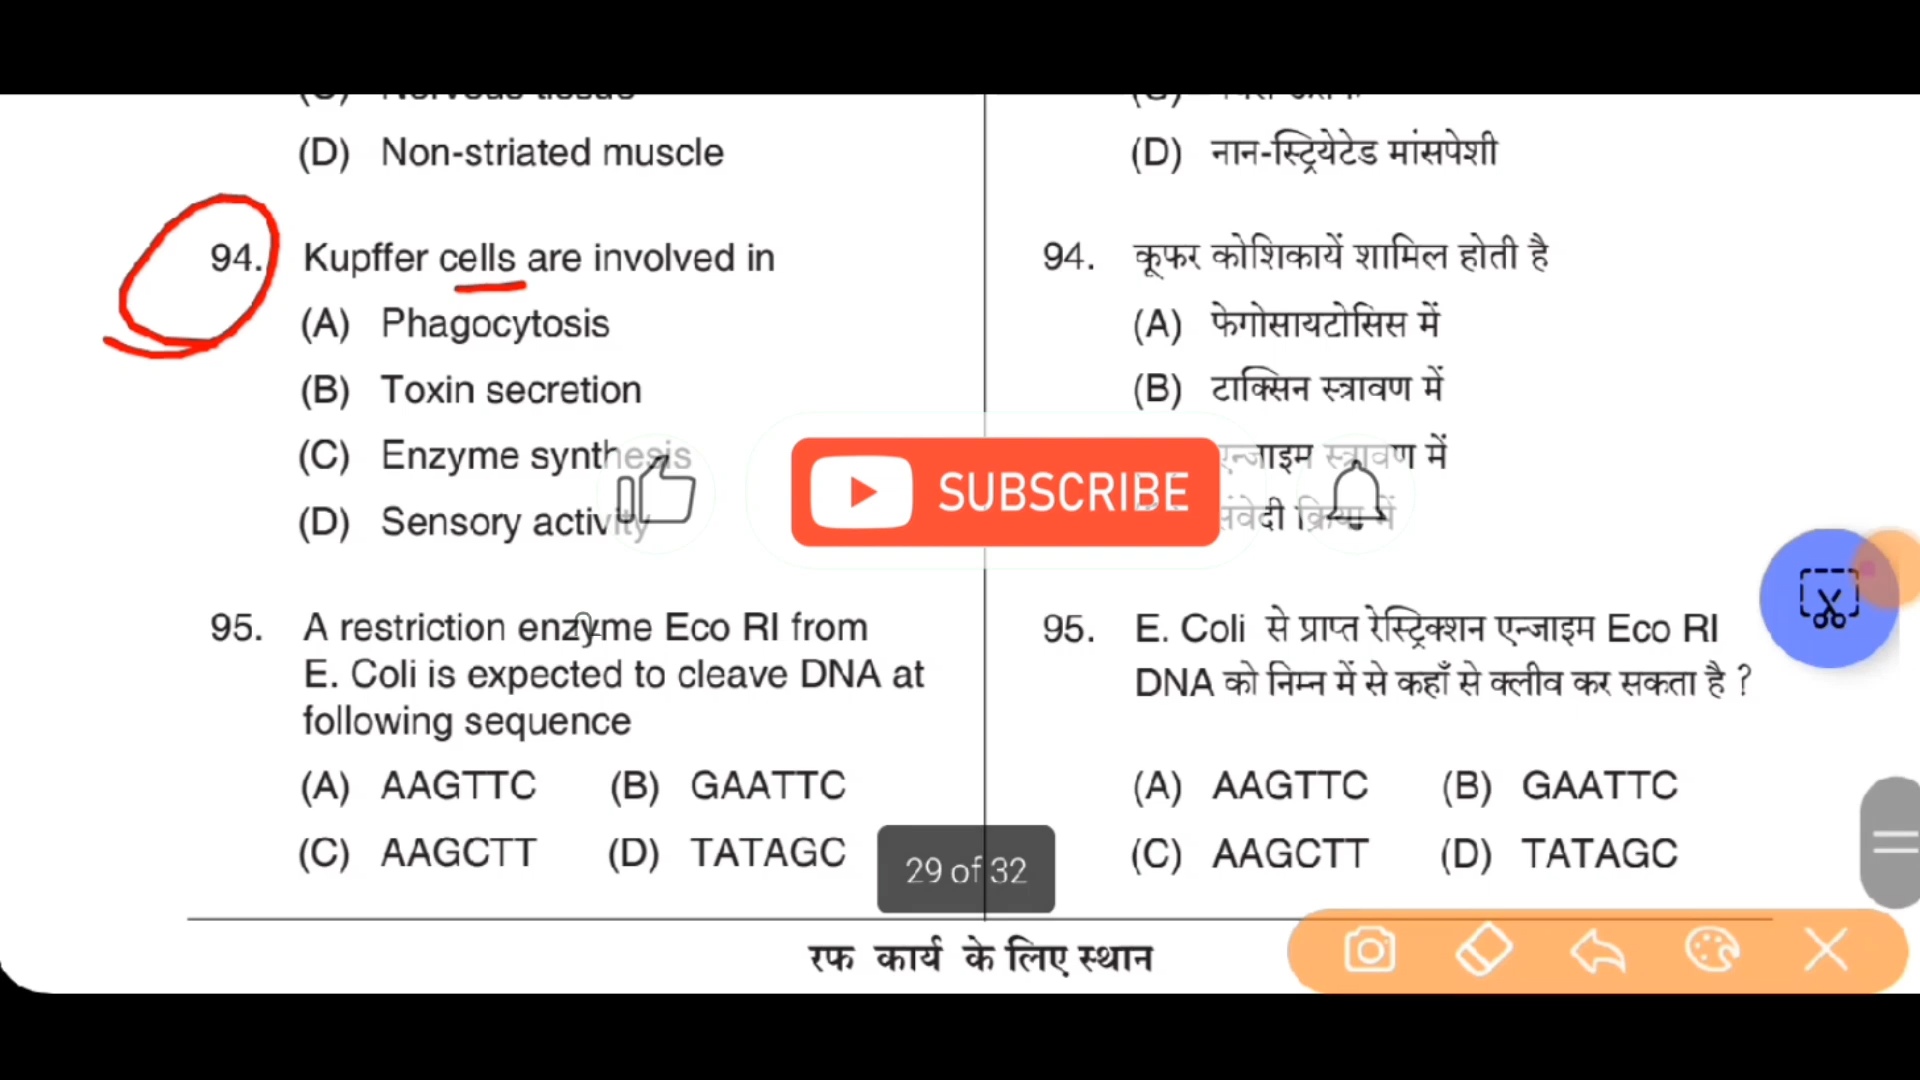 (D) Non-striated muscle
94. Kupffer cells are involved in
(A) Phagocytosis
(B) Toxin secretion
(C) Enzyme synthesis
(D) Sensory activity
95. A restriction enzyme Eco RI from
E. Coli is expected to cleave DNA at
following sequence
(A) AAGTTC (B) GAATTC
(C) AAGCTT (D) TATAGC
(D) नान-स्ट्रियेटेड मांसपेशी
94. कूफर कोशिकायें शामिल होती है
(A) फेगोसायटोसिस में
(B) टाक्सिन स्त्रावण में
एन्जाइम स्त्रावण में
संवेदी क्रिया में
95. E. Coli से प्राप्त रेस्ट्रिक्शन एन्जाइम Eco RI
DNA को निम्न में से कहाँ से क्लीव कर सकता है ?
(A) AAGTTC (B) GAATTC
(C) AAGCTT (D) TATAGC
SUBSCRIBE
29 of 32
रफ कार्य के लिए स्थान